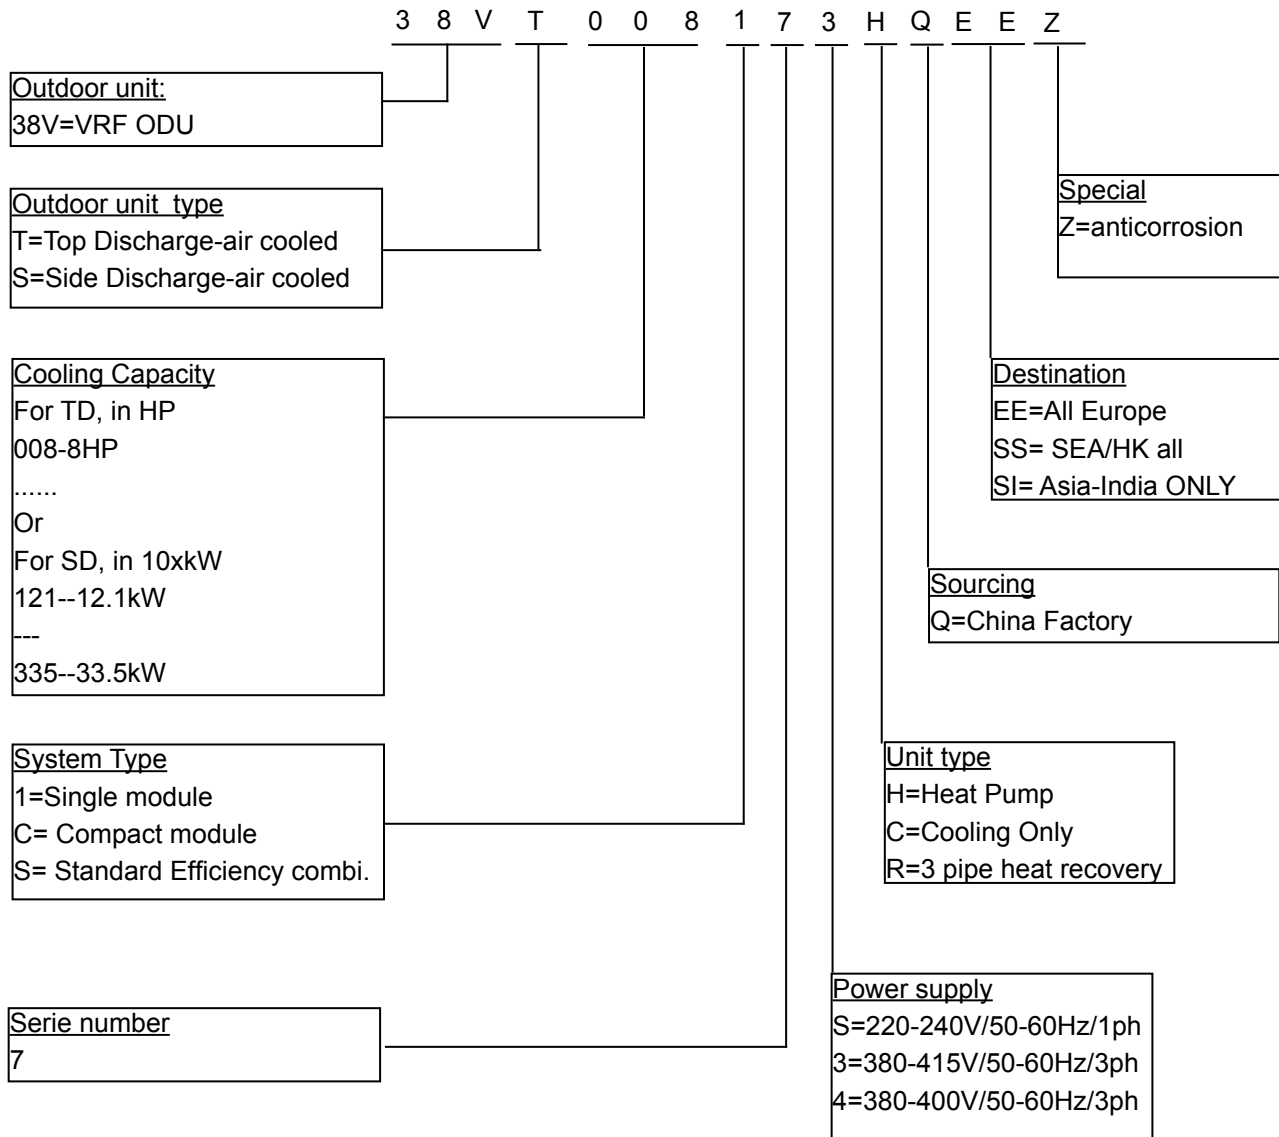 3 8 V T 0 0 8 1 7 3 H Q E E Z
Outdoor unit:
38V=VRF ODU
Outdoor unit type
T=Top Discharge-air cooled
S=Side Discharge-air cooled
Cooling Capacity
For TD, in HP
008-8HP
......
Or
For SD, in 10xkW
121--12.1kW
---
335--33.5kW
System Type
1=Single module
C= Compact module
S= Standard Efficiency combi.
Serie number
7
Special
Z=anticorrosion
Destination
EE=All Europe
SS= SEA/HK all
SI= Asia-India ONLY
Sourcing
Q=China Factory
Unit type
H=Heat Pump
C=Cooling Only
R=3 pipe heat recovery
Power supply
S=220-240V/50-60Hz/1ph
3=380-415V/50-60Hz/3ph
4=380-400V/50-60Hz/3ph